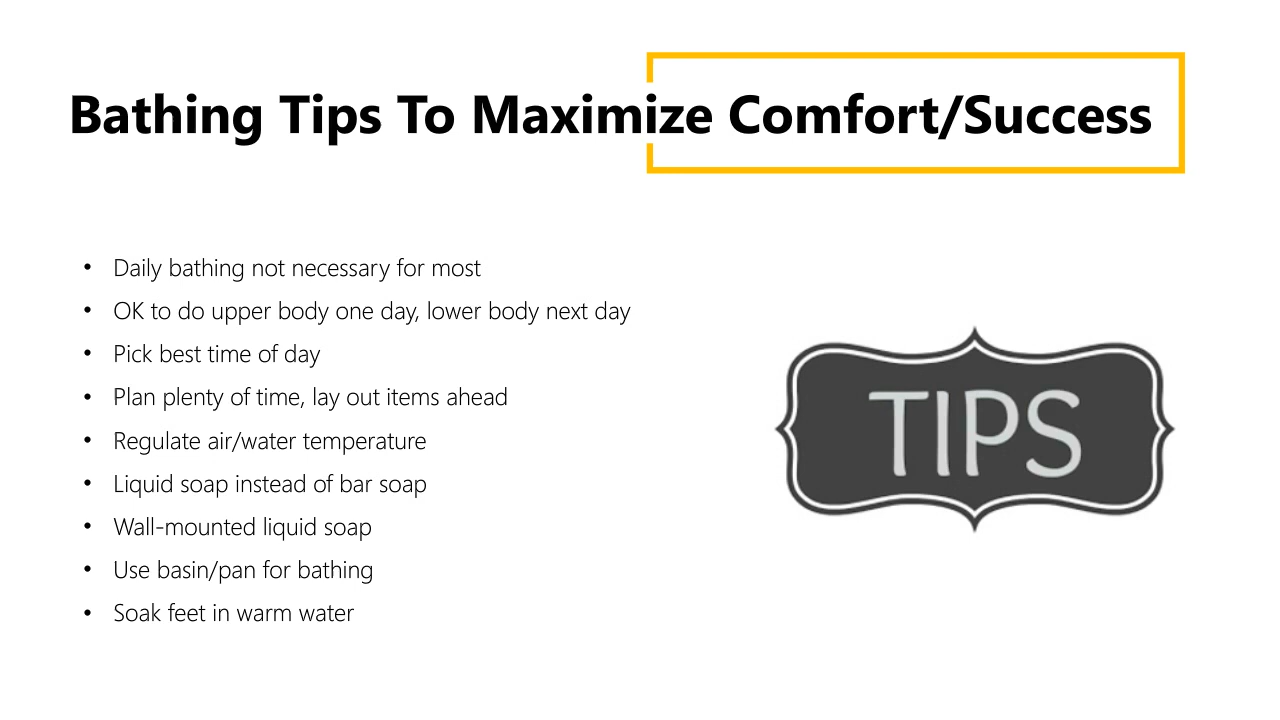 Bathing Tips To Maximize Comfort/Success
• Daily bathing not necessary for most
• OK to do upper body one day, lower body next day
• Pick best time of day
• Plan plenty of time, lay out items ahead
• Regulate air/water temperature
• Liquid soap instead of bar soap
• Wall-mounted liquid soap
• Use basin/pan for bathing
• Soak feet in warm water
TIPS